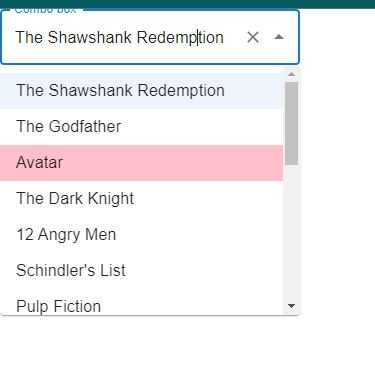 Combo box
The Shawshank Redemption
The Shawshank Redemption
The Godfather
Avatar
The Dark Knight
12 Angry Men
Schindler's List
Pulp Fiction